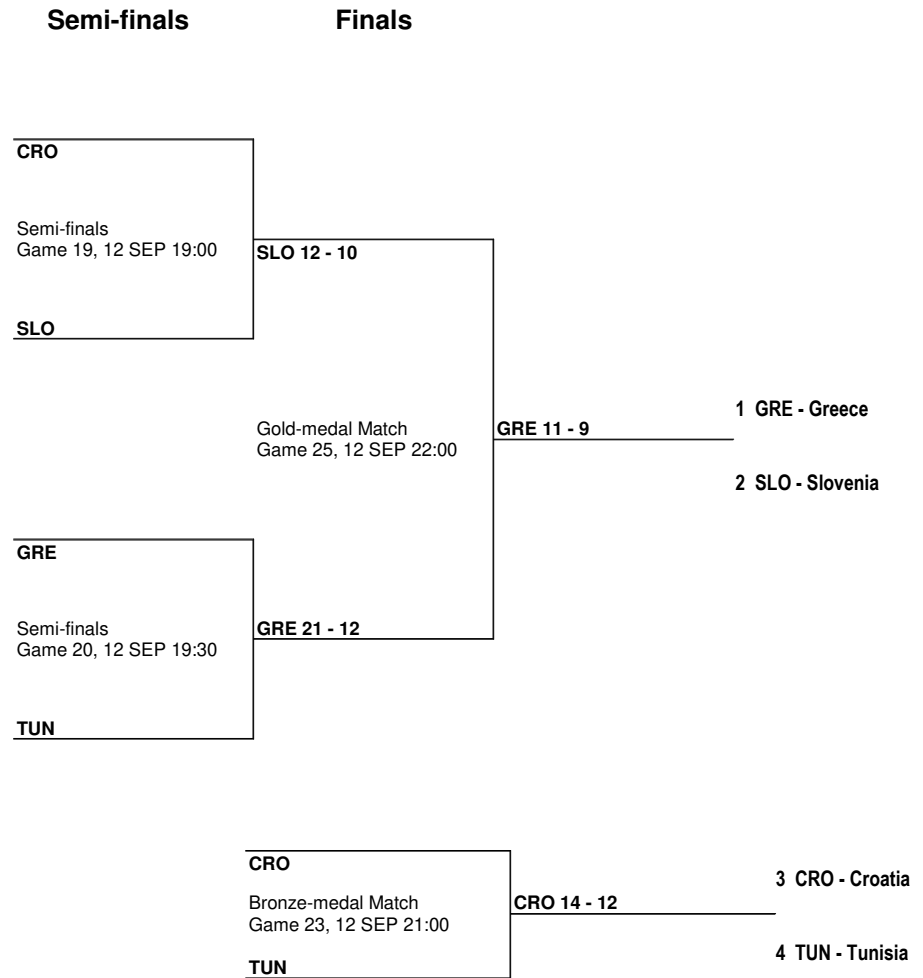 Semi-finals Finals
CRO
Semi-finals
Game 19, 12 SEP 19:00
SLO 12 - 10
SLO
1 GRE - Greece
Gold-medal Match
Game 25, 12 SEP 22:00
GRE 11 - 9
2 SLO - Slovenia
GRE
Semi-finals
Game 20, 12 SEP 19:30
GRE 21 - 12
TUN
CRO
3 CRO - Croatia
Bronze-medal Match
Game 23, 12 SEP 21:00
CRO 14 - 12
4 TUN - Tunisia
TUN